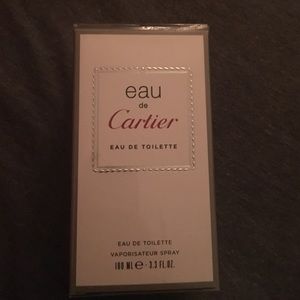 eau
de
Cartier
EAU DE TOILETTE
EAU DE TOILETTE
VAPORISATEUR SPRAY
100 ML ℮ 3.3 FL.OZ.